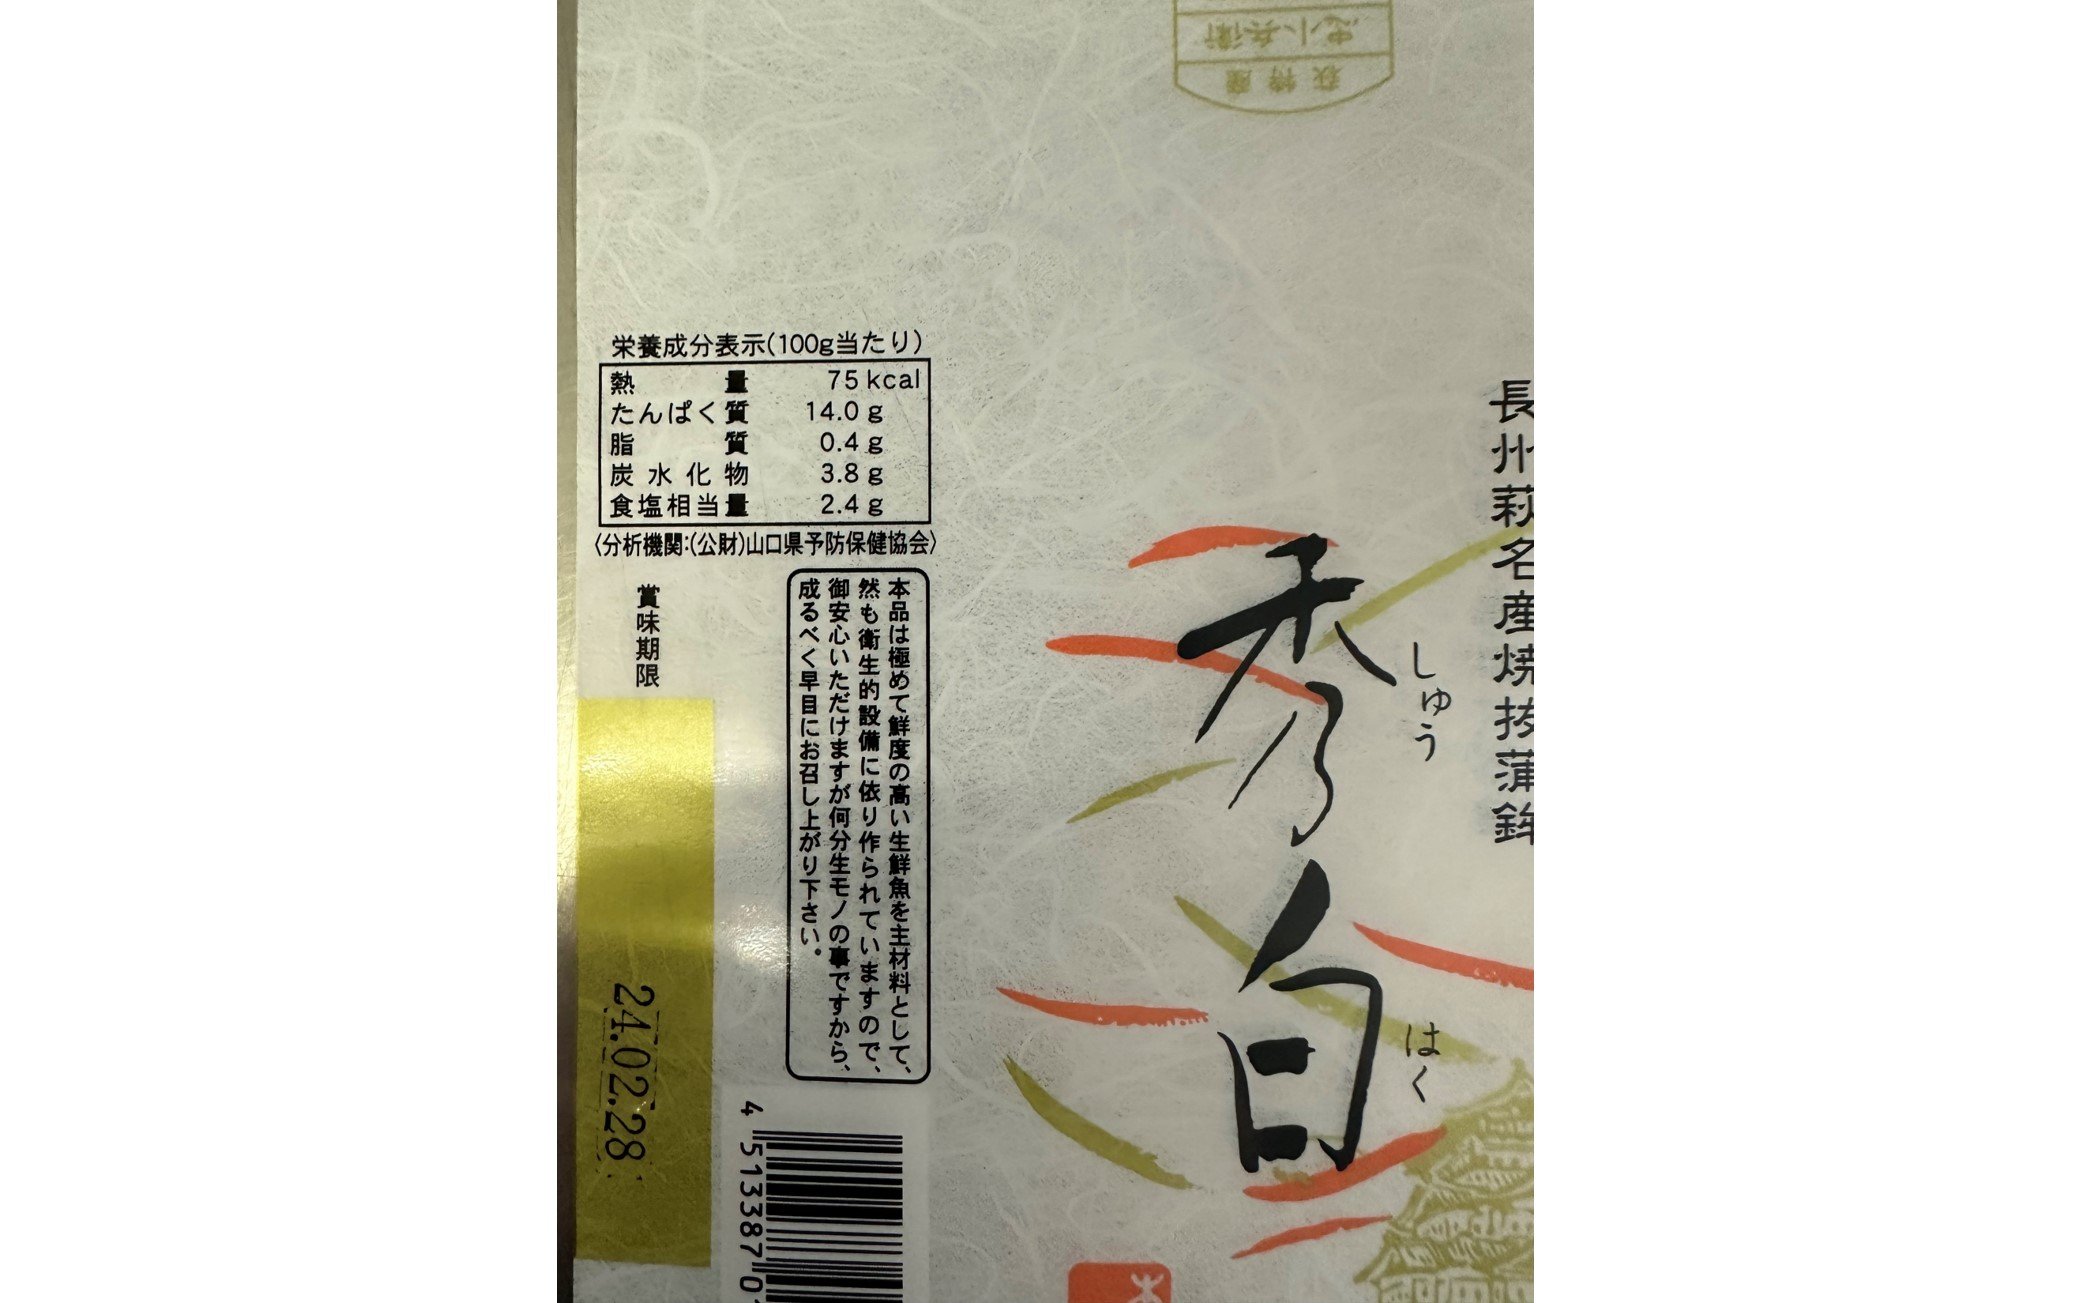 忠小兵衛
萩特産
栄養成分表示(100g当たり)
熱量 75kcal
たんぱく質 14.0g
脂質 0.4g
炭水化物 3.8g
食塩相当量 2.4g
〈分析機関:(公財)山口県予防保健協会〉
長州萩名産焼抜蒲鉾
秀白
しゅう
はく
本品は極めて鮮度の高い生鮮魚を主材料として、
然も衛生的設備に依り作られていますので、
御安心いただけますが何分生モノの事ですから、
成るべく早目にお召し上がり下さい。
賞味期限
24.02.28
4 513387 0